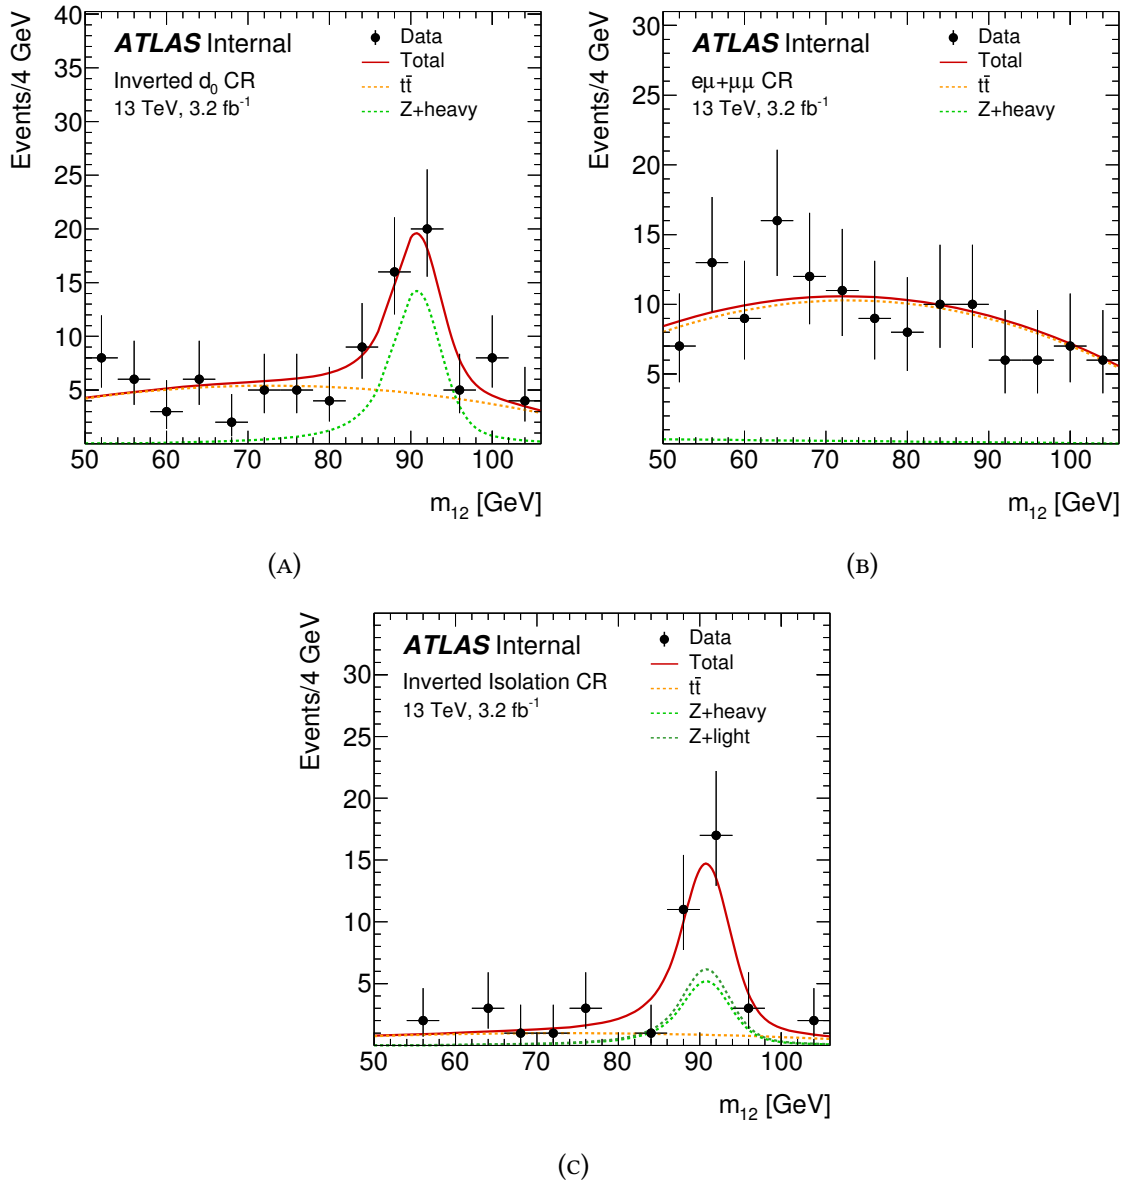 Events/4 GeV
40
35
30
25
20
15
10
5
ATLAS Internal
Inverted d₀ CR
13 TeV, 3.2 fb⁻¹
Data
Total
tt̄
Z+heavy
50 60 70 80 90 100
m₁₂ [GeV]
(A)
Events/4 GeV
30
25
20
15
10
5
ATLAS Internal
eμ+μμ CR
13 TeV, 3.2 fb⁻¹
Data
Total
tt̄
Z+heavy
50 60 70 80 90 100
m₁₂ [GeV]
(B)
Events/4 GeV
30
25
20
15
10
5
ATLAS Internal
Inverted Isolation CR
13 TeV, 3.2 fb⁻¹
Data
Total
tt̄
Z+heavy
Z+light
50 60 70 80 90 100
m₁₂ [GeV]
(C)